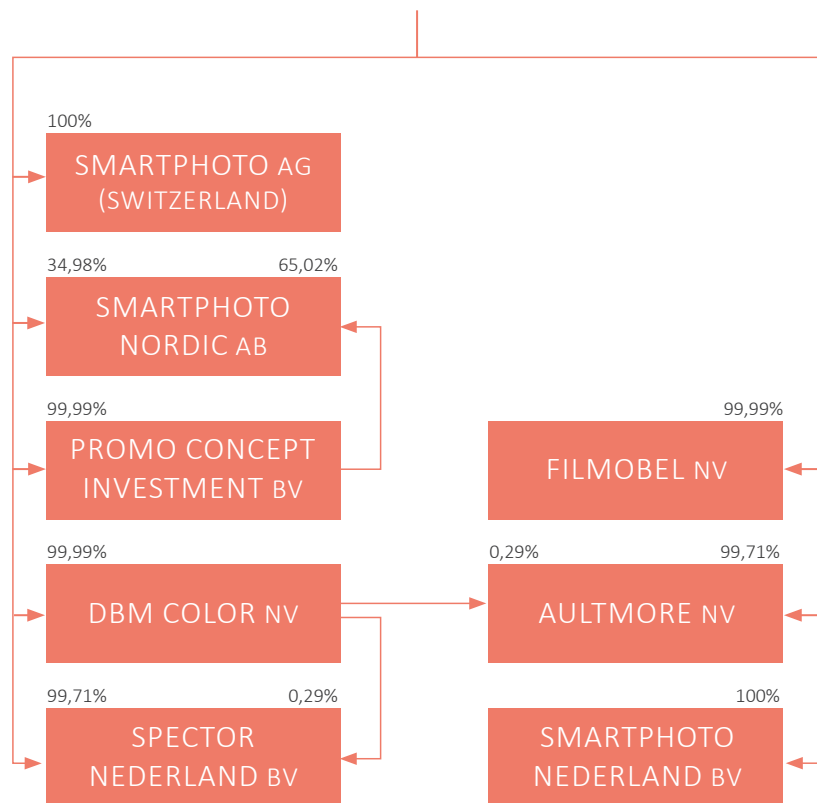 100%
SMARTPHOTO AG
(SWITZERLAND)
34,98% 65,02%
SMARTPHOTO
NORDIC AB
99,99%
PROMO CONCEPT
INVESTMENT BV
99,99%
FILMOBEL NV
99,99%
DBM COLOR NV
0,29% 99,71%
AULTMORE NV
99,71% 0,29%
SPECTOR
NEDERLAND BV
100%
SMARTPHOTO
NEDERLAND BV